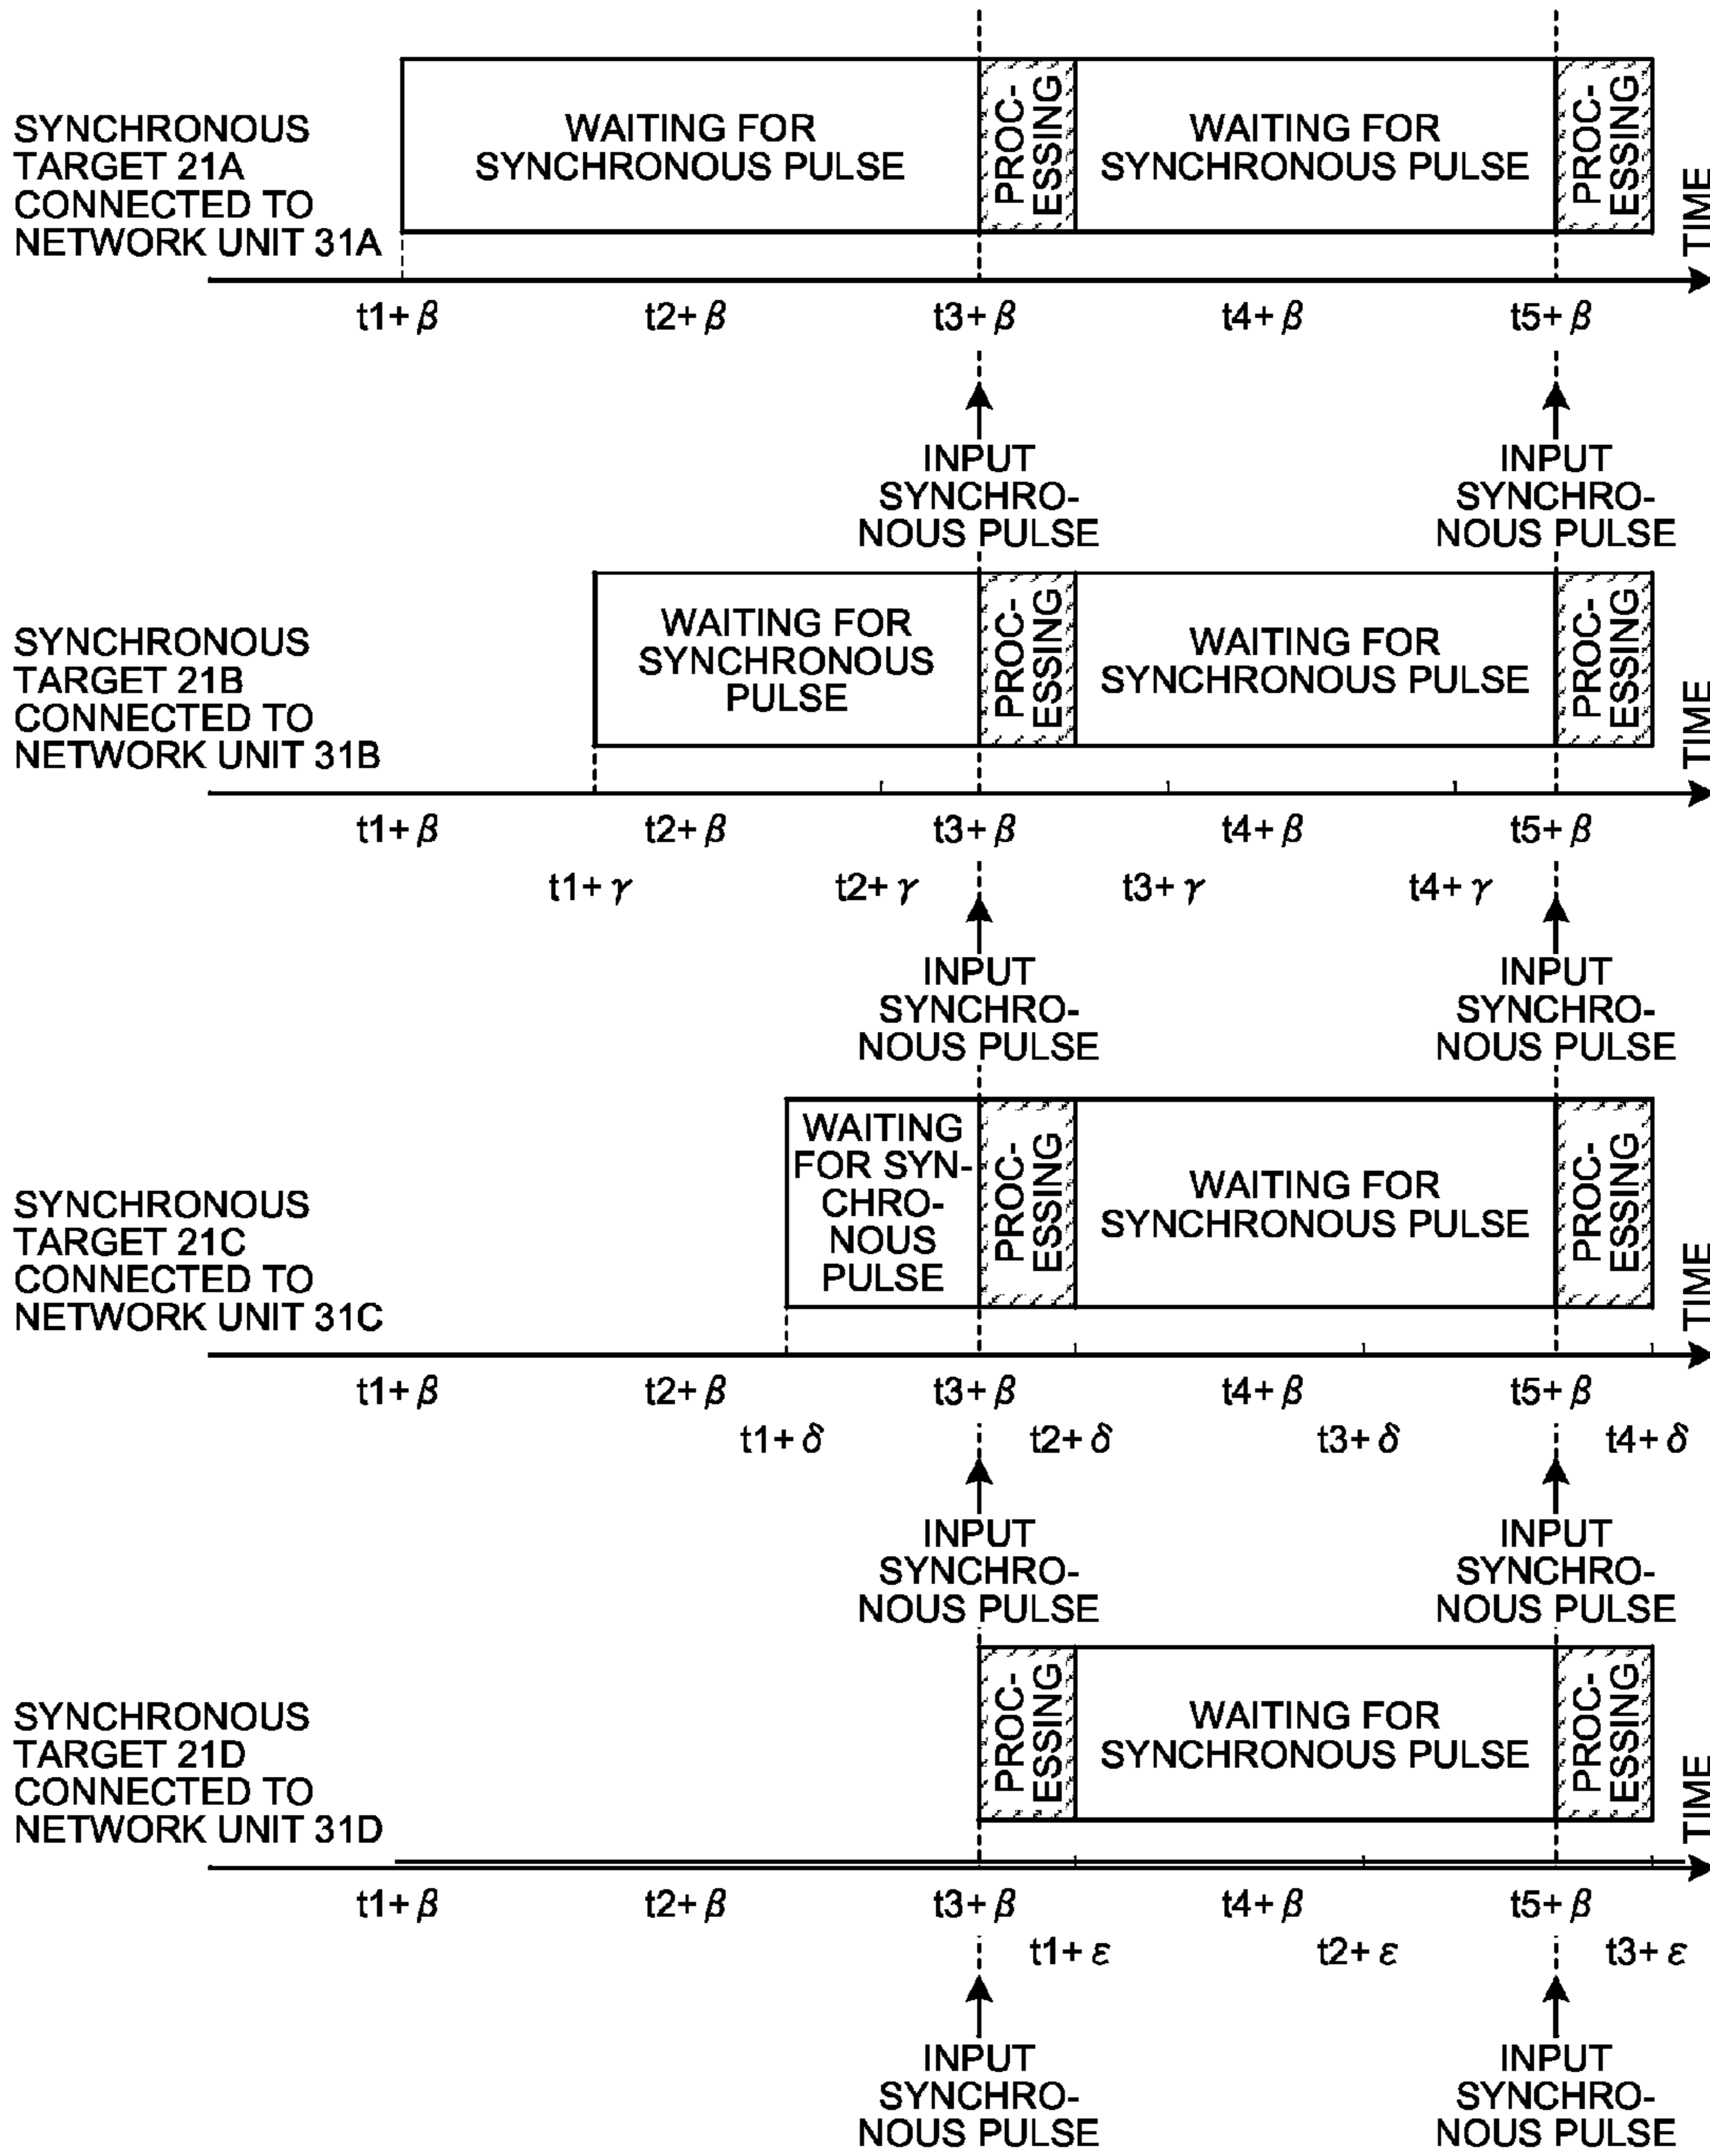 SYNCHRONOUS
TARGET 21A
CONNECTED TO
NETWORK UNIT 31A
WAITING FOR
SYNCHRONOUS PULSE
PROC-
ESSING
WAITING FOR
SYNCHRONOUS PULSE
PROC-
ESSING
TIME
t1+β t2+β t3+β t4+β t5+β
INPUT
SYNCHRO-
NOUS PULSE
INPUT
SYNCHRO-
NOUS PULSE
SYNCHRONOUS
TARGET 21B
CONNECTED TO
NETWORK UNIT 31B
WAITING FOR
SYNCHRONOUS
PULSE
PROC-
ESSING
WAITING FOR
SYNCHRONOUS PULSE
PROC-
ESSING
TIME
t1+β t2+β t3+β t4+β t5+β
t1+γ t2+γ t3+γ t4+γ
INPUT
SYNCHRO-
NOUS PULSE
INPUT
SYNCHRO-
NOUS PULSE
SYNCHRONOUS
TARGET 21C
CONNECTED TO
NETWORK UNIT 31C
WAITING
FOR SYN-
CHRO-
NOUS
PULSE
PROC-
ESSING
WAITING FOR
SYNCHRONOUS PULSE
PROC-
ESSING
TIME
t1+β t2+β t3+β t4+β t5+β
t1+δ t2+δ t3+δ t4+δ
INPUT
SYNCHRO-
NOUS PULSE
INPUT
SYNCHRO-
NOUS PULSE
SYNCHRONOUS
TARGET 21D
CONNECTED TO
NETWORK UNIT 31D
PROC-
ESSING
WAITING FOR
SYNCHRONOUS PULSE
PROC-
ESSING
TIME
t1+β t2+β t3+β t4+β t5+β
t1+ε t2+ε t3+ε
INPUT
SYNCHRO-
NOUS PULSE
INPUT
SYNCHRO-
NOUS PULSE